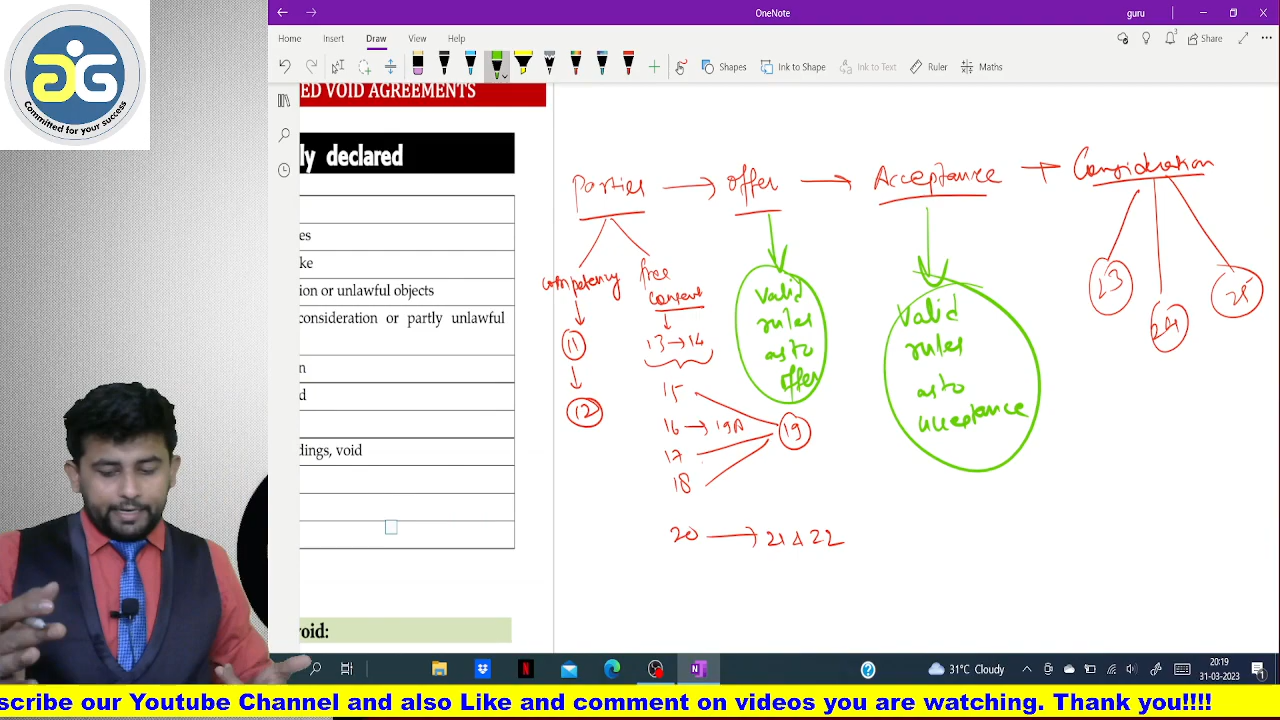 Committed for your success
OneNote
guru
Home Insert Draw View Help
Share
Shapes
Ink to Shape
Ink to Text
Ruler
Maths
ED VOID AGREEMENTS
ly declared
es
ke
tion or unlawful objects
consideration or partly unlawful
n
d
dings, void
roid:
Parties → offer → Acceptance → Consideration
competency
11
12
free
consent
13 → 14
15
16 → 19A
17
18
19
20 → 21 & 22
valid
rules
as to
offer
Valid
rules
as to
acceptance
23
24
25
31°C Cloudy
20:19
31-03-2023
scribe our Youtube Channel and also Like and comment on videos you are watching. Thank you!!!!